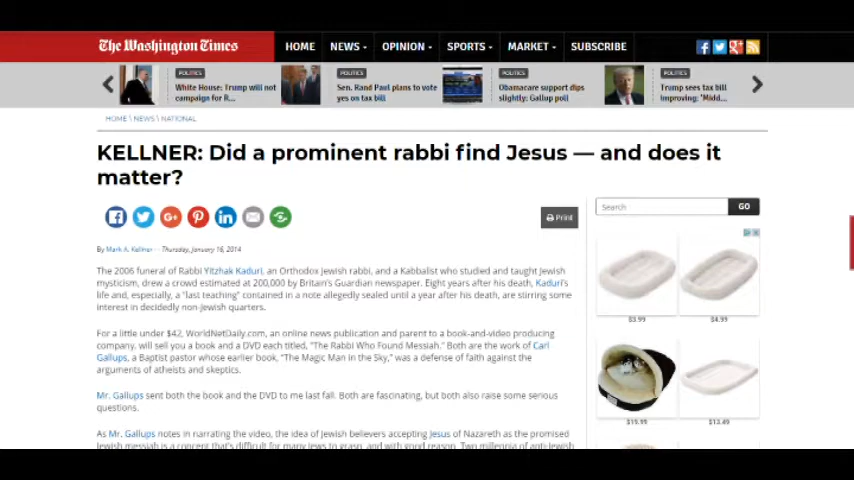 The Washington Times
HOME NEWS OPINION SPORTS MARKET SUBSCRIBE
POLITICS
White House: Trump will not
campaign for R...
POLITICS
Sen. Rand Paul plans to vote
yes on tax bill
POLITICS
Obamacare support dips
slightly: Gallup poll
POLITICS
Trump sees tax bill
improving: 'Midd...
HOME \ NEWS \ NATIONAL
KELLNER: Did a prominent rabbi find Jesus — and does it
matter?
Print
Search GO
By Mark A. Kellner — Thursday, January 16, 2014
The 2006 funeral of Rabbi Yitzhak Kaduri, an Orthodox Jewish rabbi, and a Kabbalist who studied and taught Jewish
mysticism, drew a crowd estimated at 200,000 by Britain's Guardian newspaper. Eight years after his death, Kaduri's
life and, especially, a "last teaching" contained in a note allegedly sealed until a year after his death, are stirring some
interest in decidedly non-Jewish quarters.
For a little under $42, WorldNetDaily.com, an online news publication and parent to a book-and-video producing
company, will sell you a book and a DVD each titled, "The Rabbi Who Found Messiah." Both are the work of Carl
Gallups, a Baptist pastor whose earlier book, "The Magic Man in the Sky," was a defense of faith against the
arguments of atheists and skeptics.
Mr. Gallups sent both the book and the DVD to me last fall. Both are fascinating, but both also raise some serious
questions.
As Mr. Gallups notes in narrating the video, the idea of Jewish believers accepting Jesus of Nazareth as the promised
Jewish messiah is a concept that's difficult for many Jews to grasp, and with good reason. Two millennia of anti-Jewish
$3.99 $4.99
$19.99 $13.49